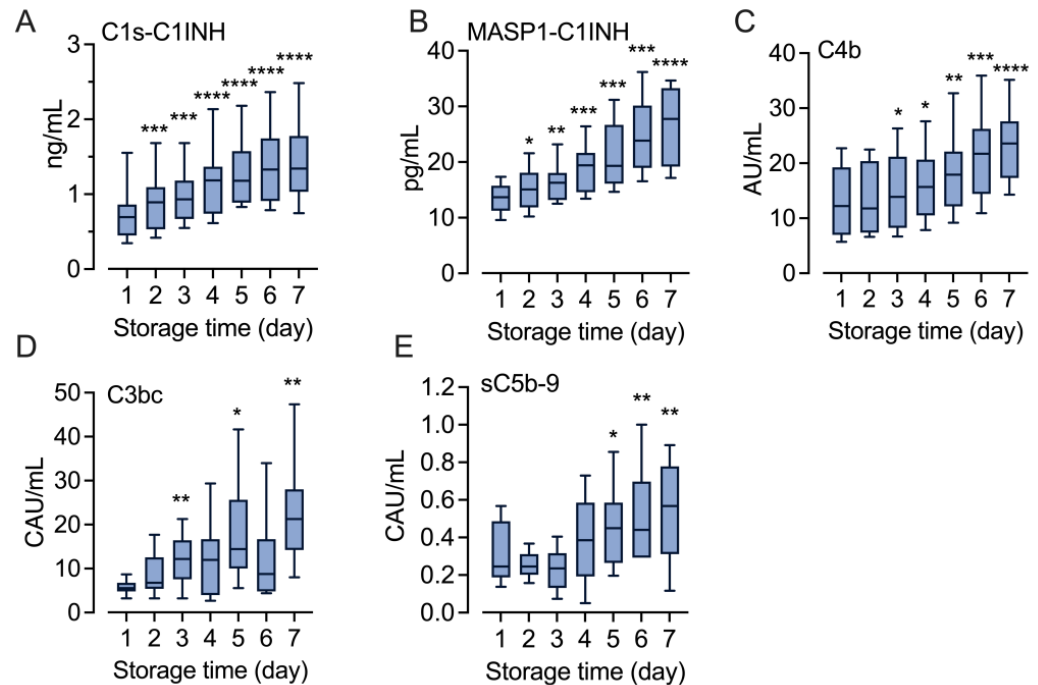 A
C1s-C1INH
3
2
1
0
ng/mL
*** *** **** **** **** ****
1 2 3 4 5 6 7
Storage time (day)
B
MASP1-C1INH
40
30
20
10
0
pg/mL
* ** *** *** *** ****
1 2 3 4 5 6 7
Storage time (day)
C
C4b
40
30
20
10
0
AU/mL
* * ** *** ****
1 2 3 4 5 6 7
Storage time (day)
D
C3bc
50
40
30
20
10
0
CAU/mL
** * **
1 2 3 4 5 6 7
Storage time (day)
E
sC5b-9
1.2
1.0
0.8
0.6
0.4
0.2
0.0
CAU/mL
* ** **
1 2 3 4 5 6 7
Storage time (day)